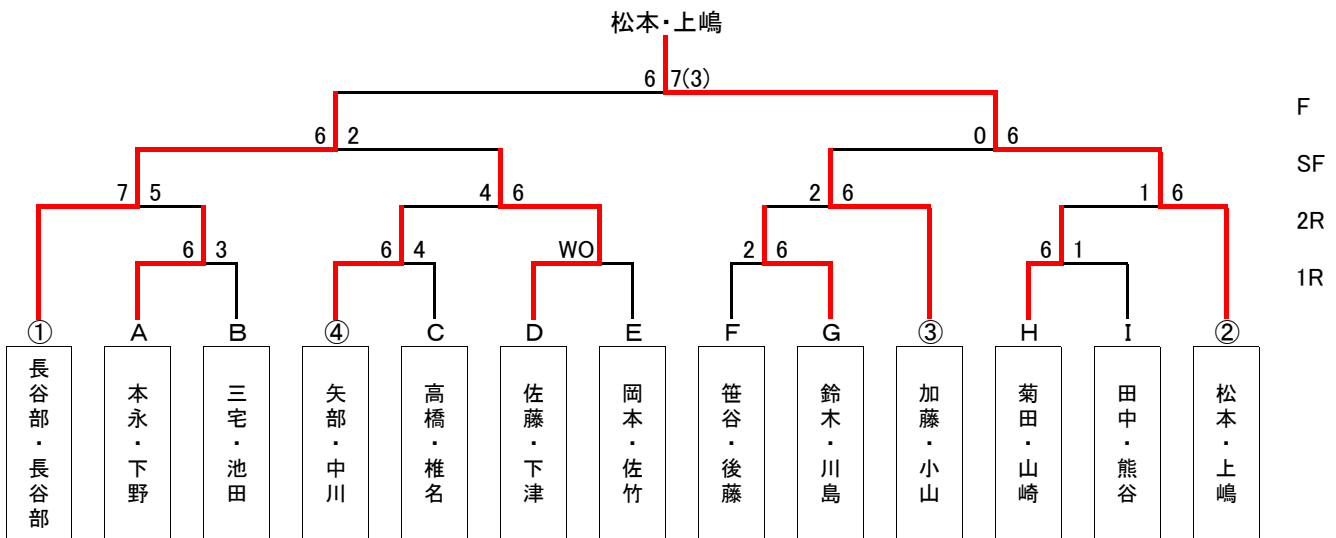 松本・上嶋
6 7(3)
F
6 2
0 6
SF
7 5
4 6
2 6
1 6
2R
6 3
6 4
WO
2 6
6 1
1R
① A B ④ C D E F G ③ H I ②
長谷部・長谷部
本永・下野
三宅・池田
矢部・中川
高橋・椎名
佐藤・下津
岡本・佐竹
笹谷・後藤
鈴木・川島
加藤・小山
菊田・山崎
田中・熊谷
松本・上嶋